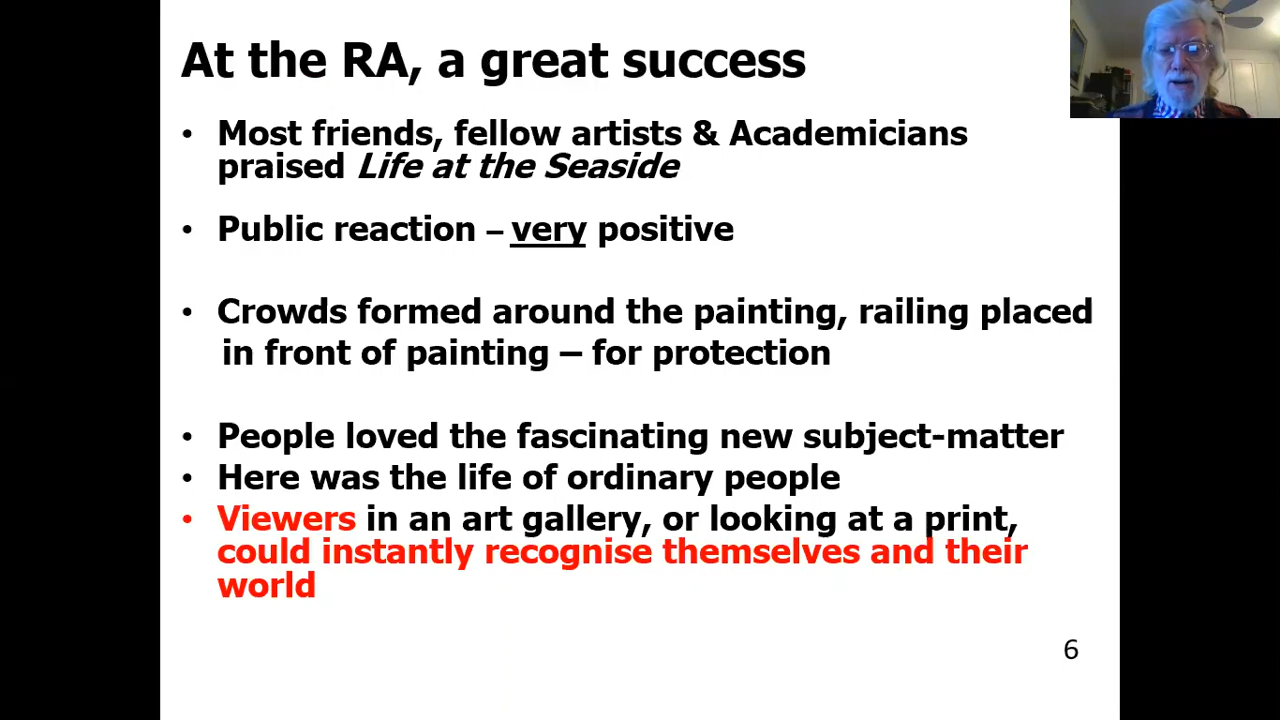 At the RA, a great success
• Most friends, fellow artists & Academicians
praised Life at the Seaside
• Public reaction – very positive
• Crowds formed around the painting, railing placed
in front of painting – for protection
• People loved the fascinating new subject-matter
• Here was the life of ordinary people
• Viewers in an art gallery, or looking at a print,
could instantly recognise themselves and their
world
6